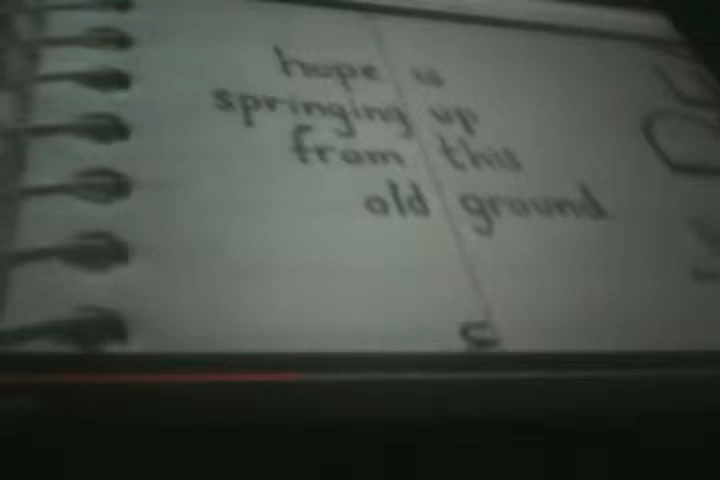 hope is
springing up
from this
old ground